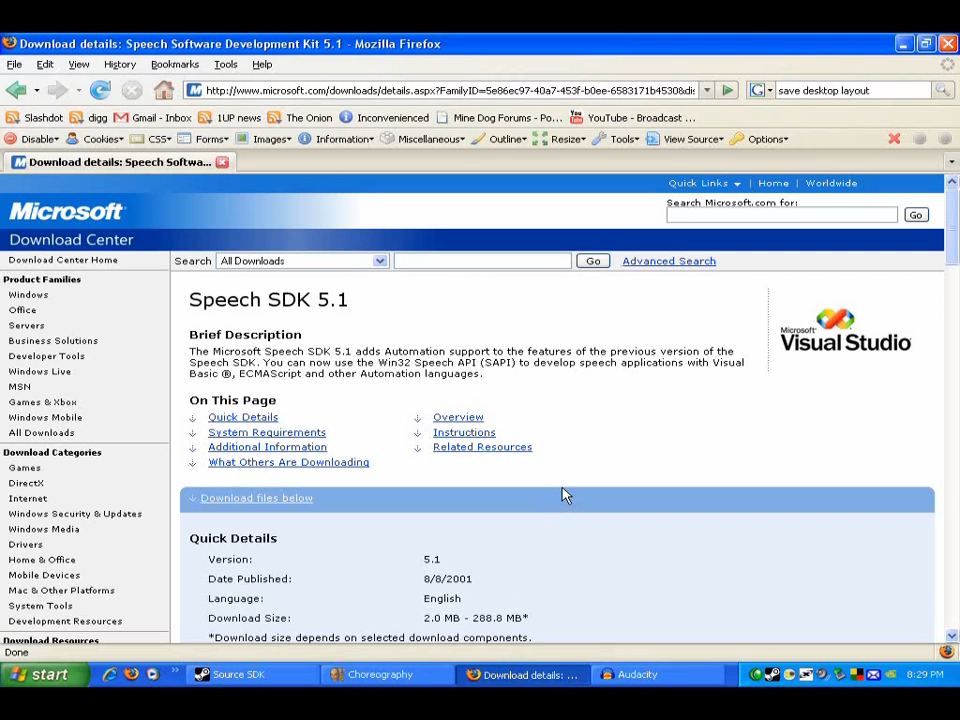 Download details: Speech Software Development Kit 5.1 - Mozilla Firefox
File Edit View History Bookmarks Tools Help
http://www.microsoft.com/downloads/details.aspx?FamilyID=5e86ec97-40a7-453f-b0ee-6583171b4530&dis
save desktop layout
Slashdot digg Gmail - Inbox 1UP news The Onion Inconvenienced Mine Dog Forums - Po... YouTube - Broadcast ...
Disable Cookies CSS Forms Images Information Miscellaneous Outline Resize Tools View Source Options
Download details: Speech Softwa...
Quick Links | Home | Worldwide
Microsoft
Search Microsoft.com for:
Go
Download Center
Download Center Home
Search All Downloads Go Advanced Search
Product Families
Windows
Office
Servers
Business Solutions
Developer Tools
Windows Live
MSN
Games & Xbox
Windows Mobile
All Downloads
Download Categories
Games
DirectX
Internet
Windows Security & Updates
Windows Media
Drivers
Home & Office
Mobile Devices
Mac & Other Platforms
System Tools
Development Resources
Download Resources
Speech SDK 5.1
Brief Description
The Microsoft Speech SDK 5.1 adds Automation support to the features of the previous version of the
Speech SDK. You can now use the Win32 Speech API (SAPI) to develop speech applications with Visual
Basic ®, ECMAScript and other Automation languages.
Microsoft
Visual Studio
On This Page
Quick Details Overview
System Requirements Instructions
Additional Information Related Resources
What Others Are Downloading
Download files below
Quick Details
Version: 5.1
Date Published: 8/8/2001
Language: English
Download Size: 2.0 MB - 288.8 MB*
*Download size depends on selected download components.
Done
start Source SDK Choreography Download details: ... Audacity 8:29 PM